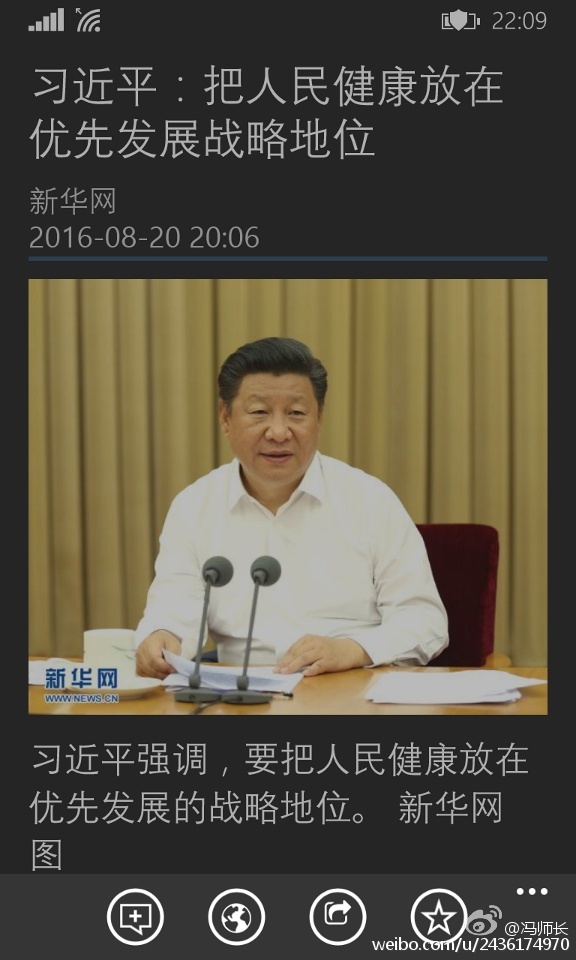 22:09
习近平：把人民健康放在
优先发展战略地位
新华网
2016-08-20 20:06
新华网
WWW.NEWS.CN
习近平强调，要把人民健康放在
优先发展的战略地位。 新华网
图
@冯师长
weibo.com/u/2436174970